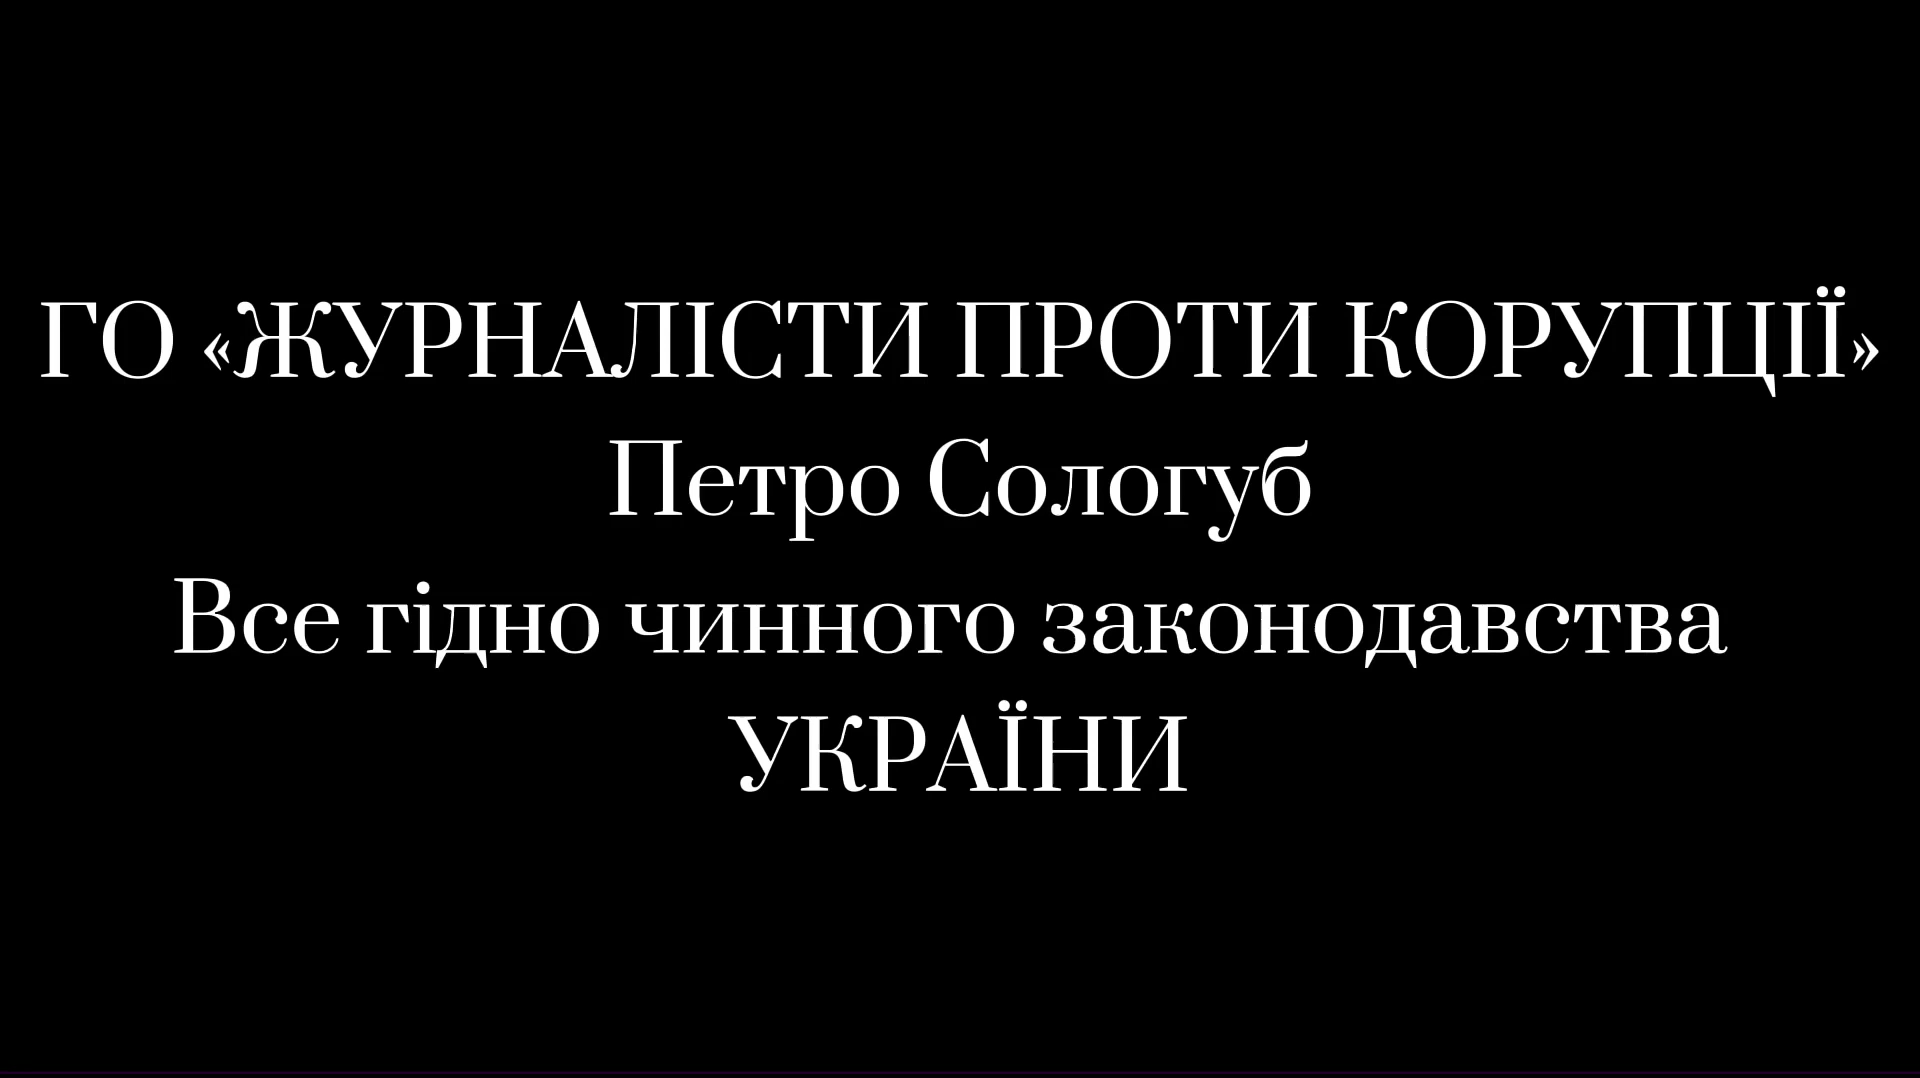 ГО «ЖУРНАЛІСТИ ПРОТИ КОРУПЦІЇ»
Петро Сологуб
Все гідно чинного законодавства
УКРАЇНИ